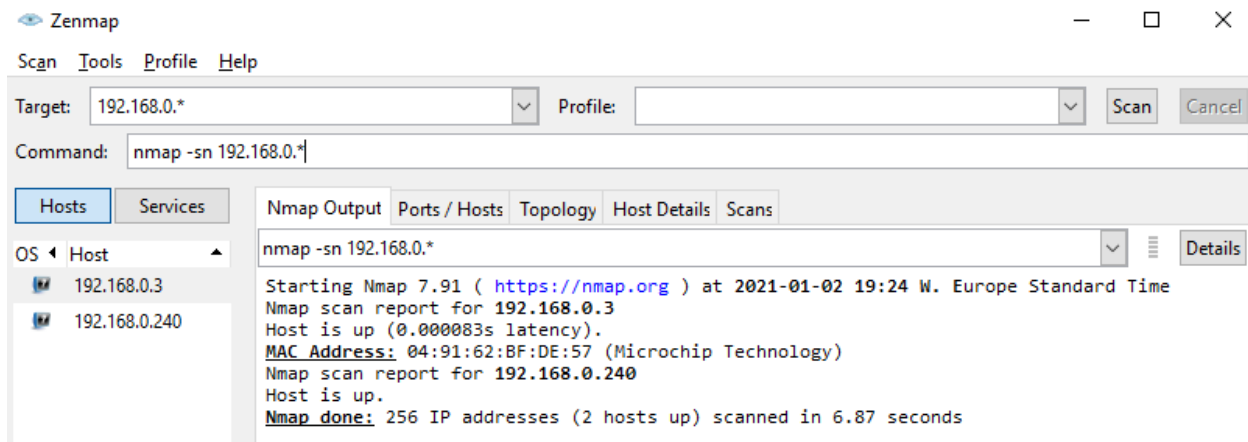 Zenmap
Scan Tools Profile Help
Target: 192.168.0.* Profile: Scan Cancel
Command: nmap -sn 192.168.0.*
Hosts Services
Nmap Output Ports / Hosts Topology Host Details Scans
OS Host
nmap -sn 192.168.0.* Details
192.168.0.3
192.168.0.240
Starting Nmap 7.91 ( https://nmap.org ) at 2021-01-02 19:24 W. Europe Standard Time
Nmap scan report for 192.168.0.3
Host is up (0.000083s latency).
MAC Address: 04:91:62:BF:DE:57 (Microchip Technology)
Nmap scan report for 192.168.0.240
Host is up.
Nmap done: 256 IP addresses (2 hosts up) scanned in 6.87 seconds